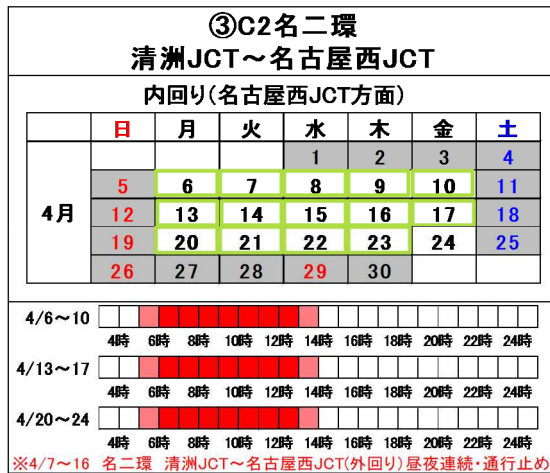 ③C2名二環
清洲JCT～名古屋西JCT
内回り(名古屋西JCT方面)
日 月 火 水 木 金 土
1 2 3 4
5 6 7 8 9 10 11
4月 12 13 14 15 16 17 18
19 20 21 22 23 24 25
26 27 28 29 30
4/6～10
4時 6時 8時 10時 12時 14時 16時 18時 20時 22時 24時
4/13～17
4時 6時 8時 10時 12時 14時 16時 18時 20時 22時 24時
4/20～24
4時 6時 8時 10時 12時 14時 16時 18時 20時 22時 24時
※4/7～16 名二環 清洲JCT～名古屋西JCT(外回り)昼夜連続・通行止め